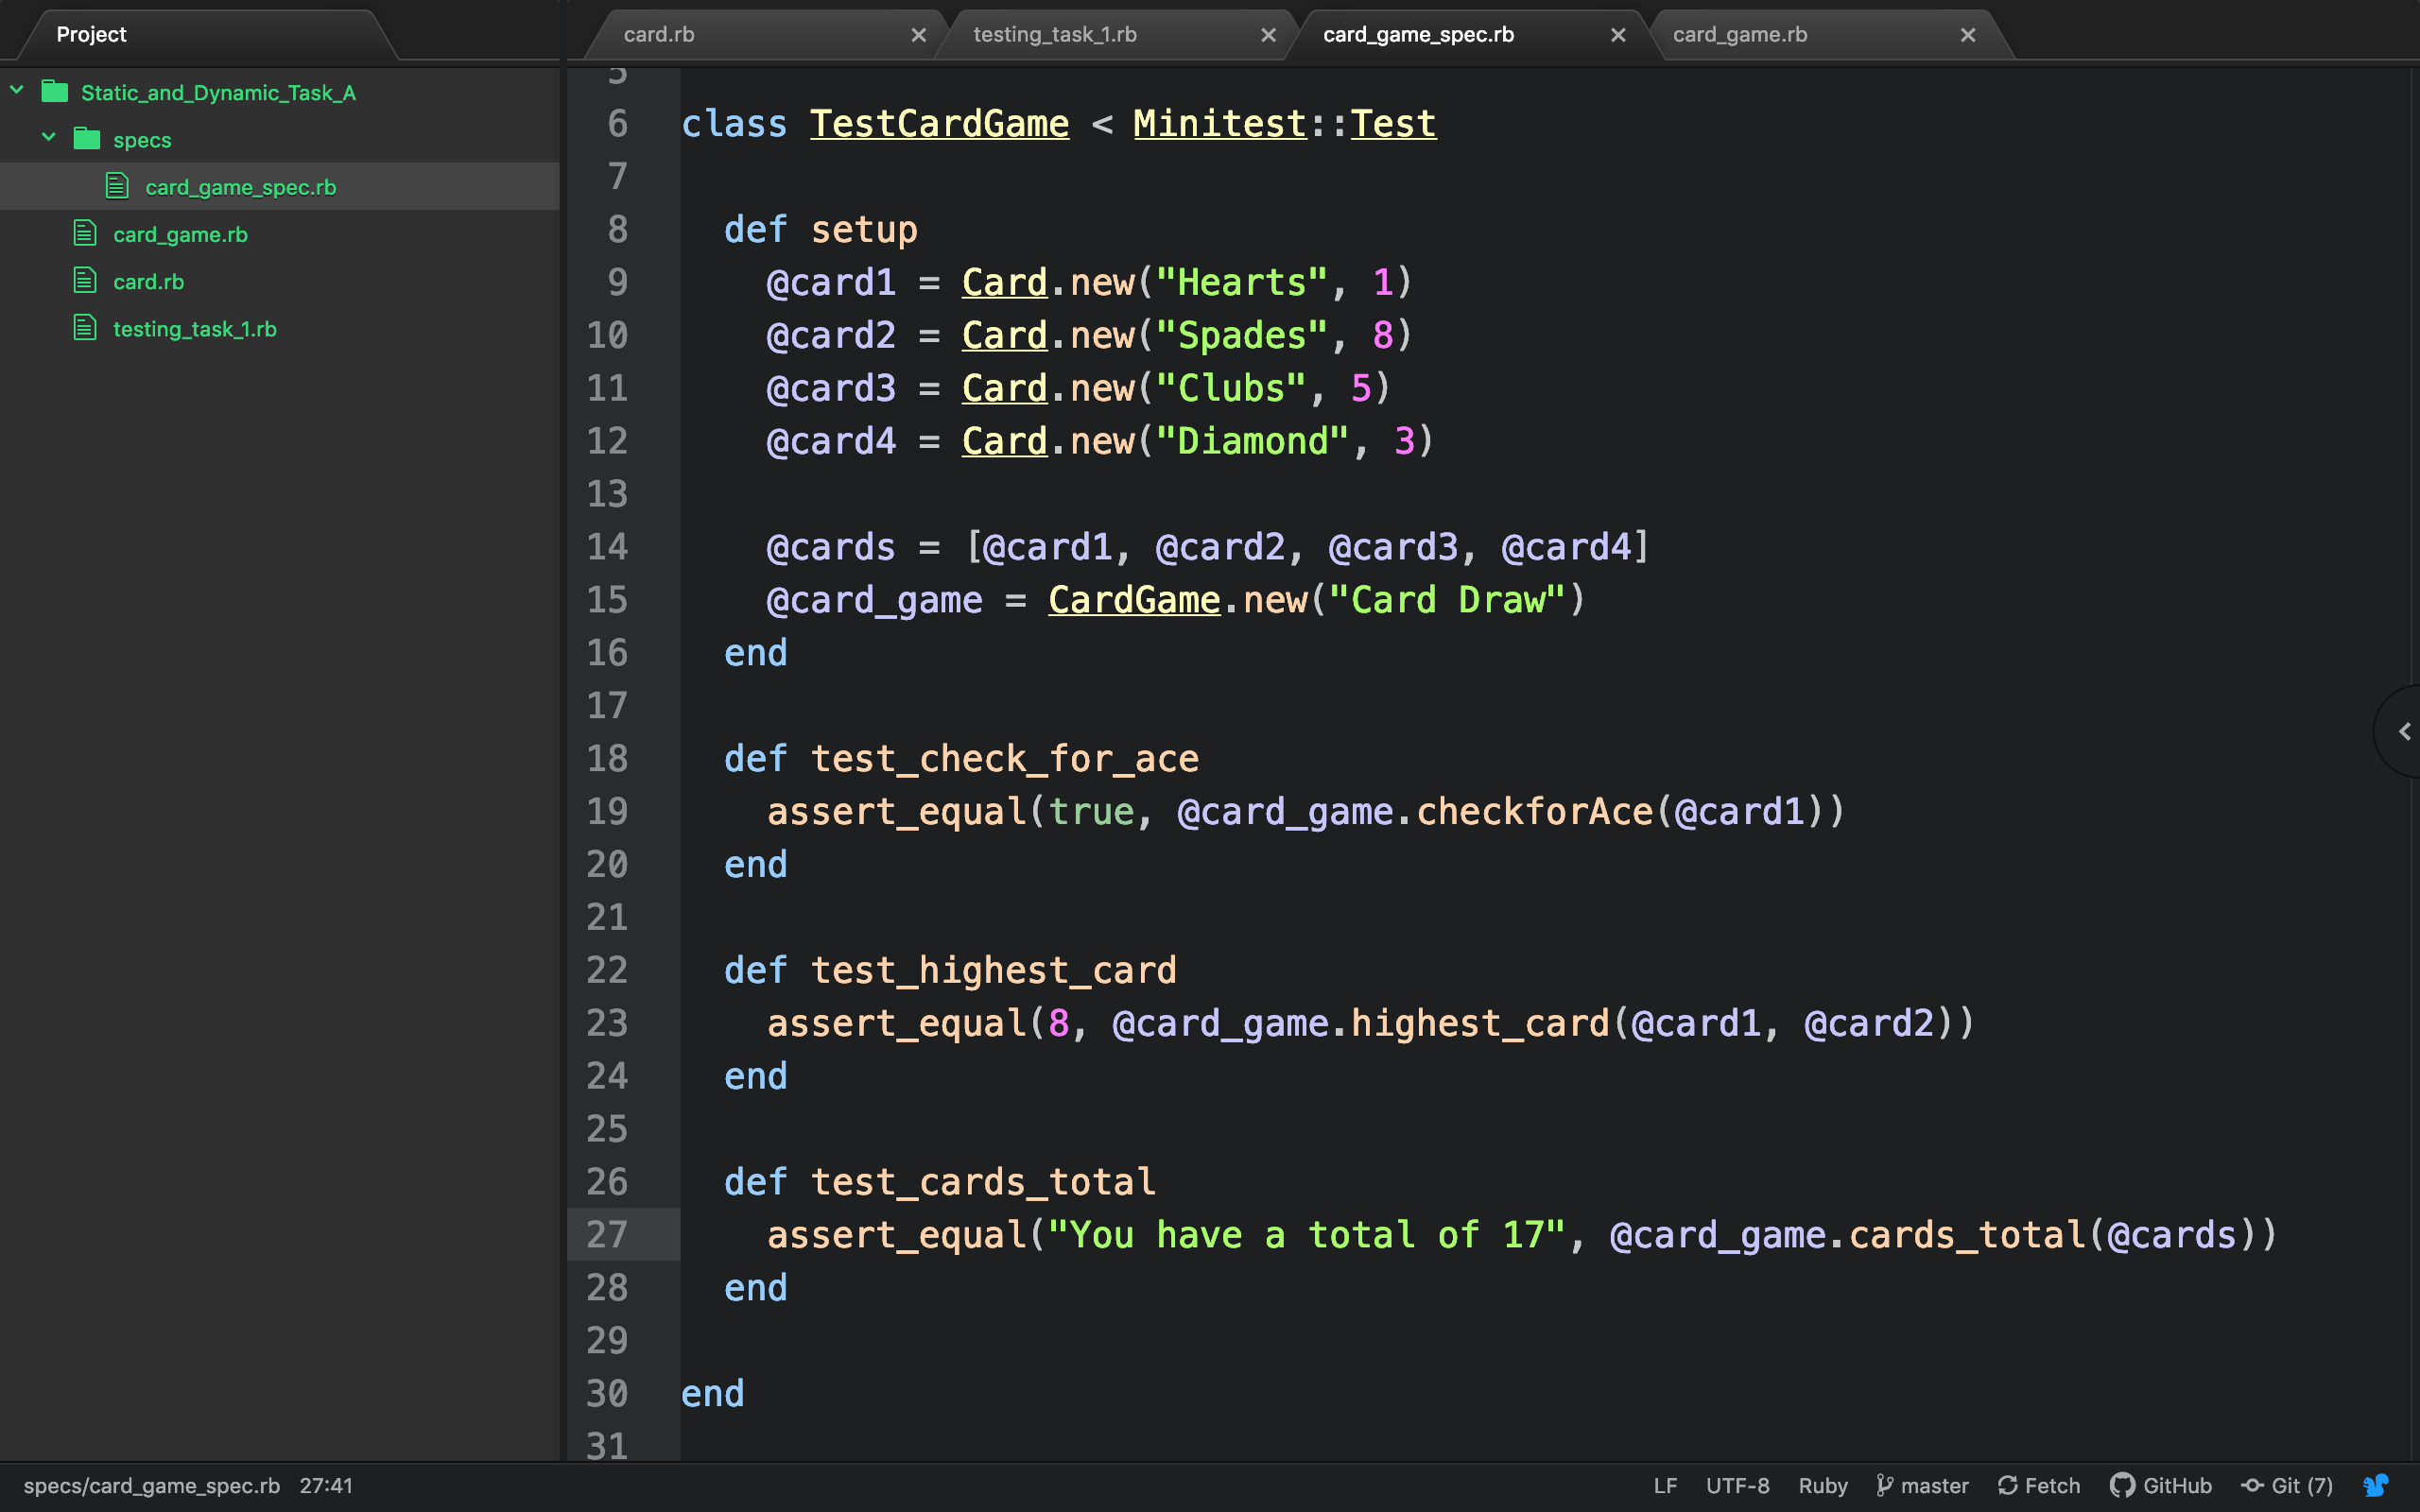 Project
Static_and_Dynamic_Task_A
specs
card_game_spec.rb
card_game.rb
card.rb
testing_task_1.rb
card.rb testing_task_1.rb card_game_spec.rb card_game.rb
5
6 class TestCardGame < Minitest::Test
7
8 def setup
9 @card1 = Card.new("Hearts", 1)
10 @card2 = Card.new("Spades", 8)
11 @card3 = Card.new("Clubs", 5)
12 @card4 = Card.new("Diamond", 3)
13
14 @cards = [@card1, @card2, @card3, @card4]
15 @card_game = CardGame.new("Card Draw")
16 end
17
18 def test_check_for_ace
19 assert_equal(true, @card_game.checkforAce(@card1))
20 end
21
22 def test_highest_card
23 assert_equal(8, @card_game.highest_card(@card1, @card2))
24 end
25
26 def test_cards_total
27 assert_equal("You have a total of 17", @card_game.cards_total(@cards))
28 end
29
30 end
31
specs/card_game_spec.rb 27:41 LF UTF-8 Ruby master Fetch GitHub Git (7)